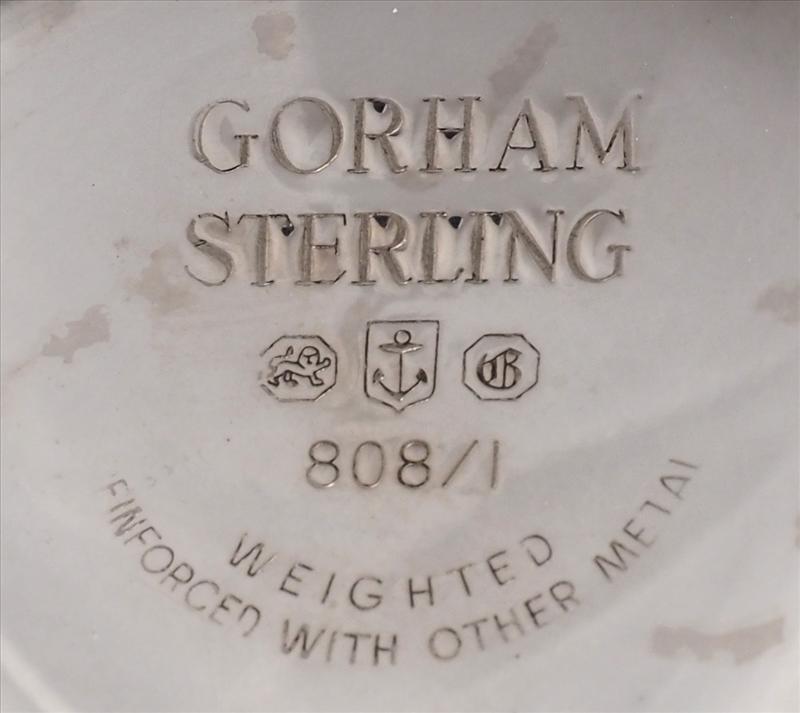 GORHAM
STERLING
G
808/1
WEIGHTED
EINFORCED WITH OTHER METAL